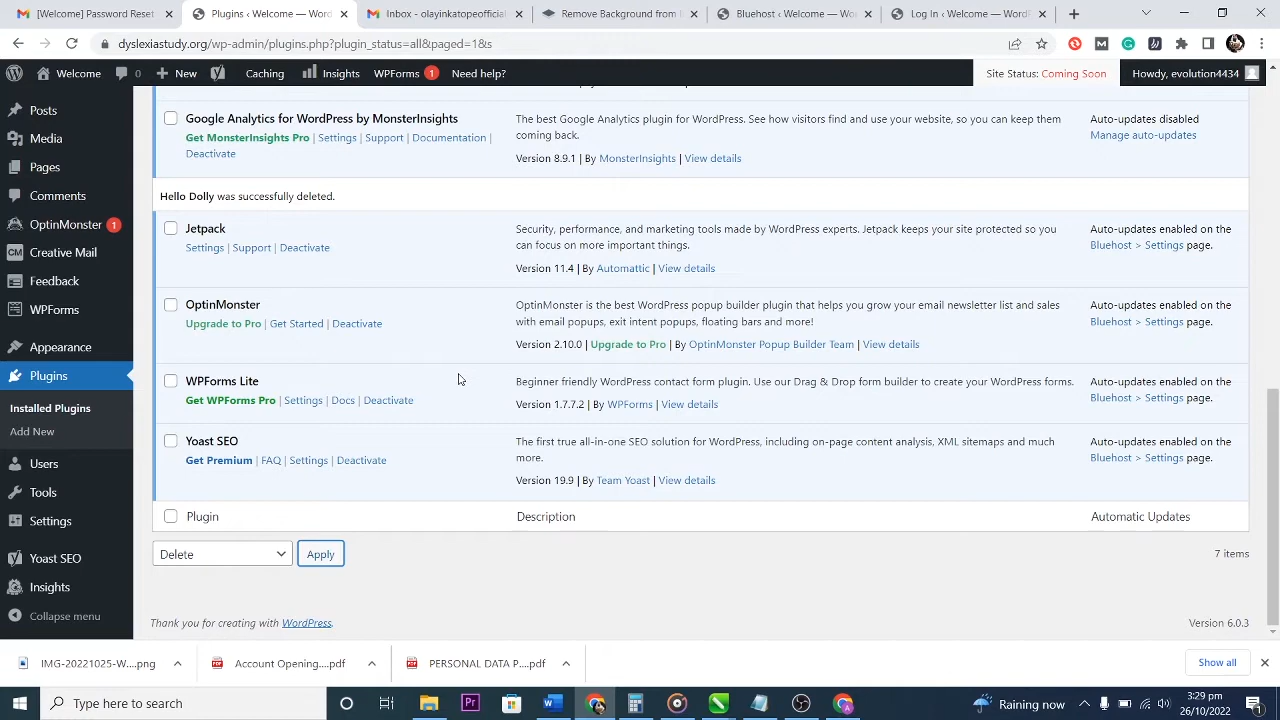 [Welcome] Password Reset
Plugins ‹ Welcome — Word
Inbox - olayinkatopeofficial
Remove Background from I
Bluehost ‹ Welcome — Wo
Log In ‹ Welcome — WordP
dyslexiastudy.org/wp-admin/plugins.php?plugin_status=all&paged=1&s
Welcome 0 New Caching Insights WPForms 1 Need help? Site Status: Coming Soon Howdy, evolution4434
Posts
Media
Pages
Comments
OptinMonster 1
Creative Mail
Feedback
WPForms
Appearance
Plugins
Installed Plugins
Add New
Users
Tools
Settings
Yoast SEO
Insights
Collapse menu
Google Analytics for WordPress by MonsterInsights
Get MonsterInsights Pro | Settings | Support | Documentation |
Deactivate
The best Google Analytics plugin for WordPress. See how visitors find and use your website, so you can keep them
coming back.
Version 8.9.1 | By MonsterInsights | View details
Auto-updates disabled
Manage auto-updates
Hello Dolly was successfully deleted.
Jetpack
Settings | Support | Deactivate
Security, performance, and marketing tools made by WordPress experts. Jetpack keeps your site protected so you
can focus on more important things.
Version 11.4 | By Automattic | View details
Auto-updates enabled on the
Bluehost > Settings page.
OptinMonster
Upgrade to Pro | Get Started | Deactivate
OptinMonster is the best WordPress popup builder plugin that helps you grow your email newsletter list and sales
with email popups, exit intent popups, floating bars and more!
Version 2.10.0 | Upgrade to Pro | By OptinMonster Popup Builder Team | View details
Auto-updates enabled on the
Bluehost > Settings page.
WPForms Lite
Get WPForms Pro | Settings | Docs | Deactivate
Beginner friendly WordPress contact form plugin. Use our Drag & Drop form builder to create your WordPress forms.
Version 1.7.7.2 | By WPForms | View details
Auto-updates enabled on the
Bluehost > Settings page.
Yoast SEO
Get Premium | FAQ | Settings | Deactivate
The first true all-in-one SEO solution for WordPress, including on-page content analysis, XML sitemaps and much
more.
Version 19.9 | By Team Yoast | View details
Auto-updates enabled on the
Bluehost > Settings page.
Plugin Description Automatic Updates
Delete Apply 7 items
Thank you for creating with WordPress. Version 6.0.3
IMG-20221025-W....png
Account Opening....pdf
PERSONAL DATA P....pdf
Show all
Type here to search
Raining now
3:29 pm
26/10/2022